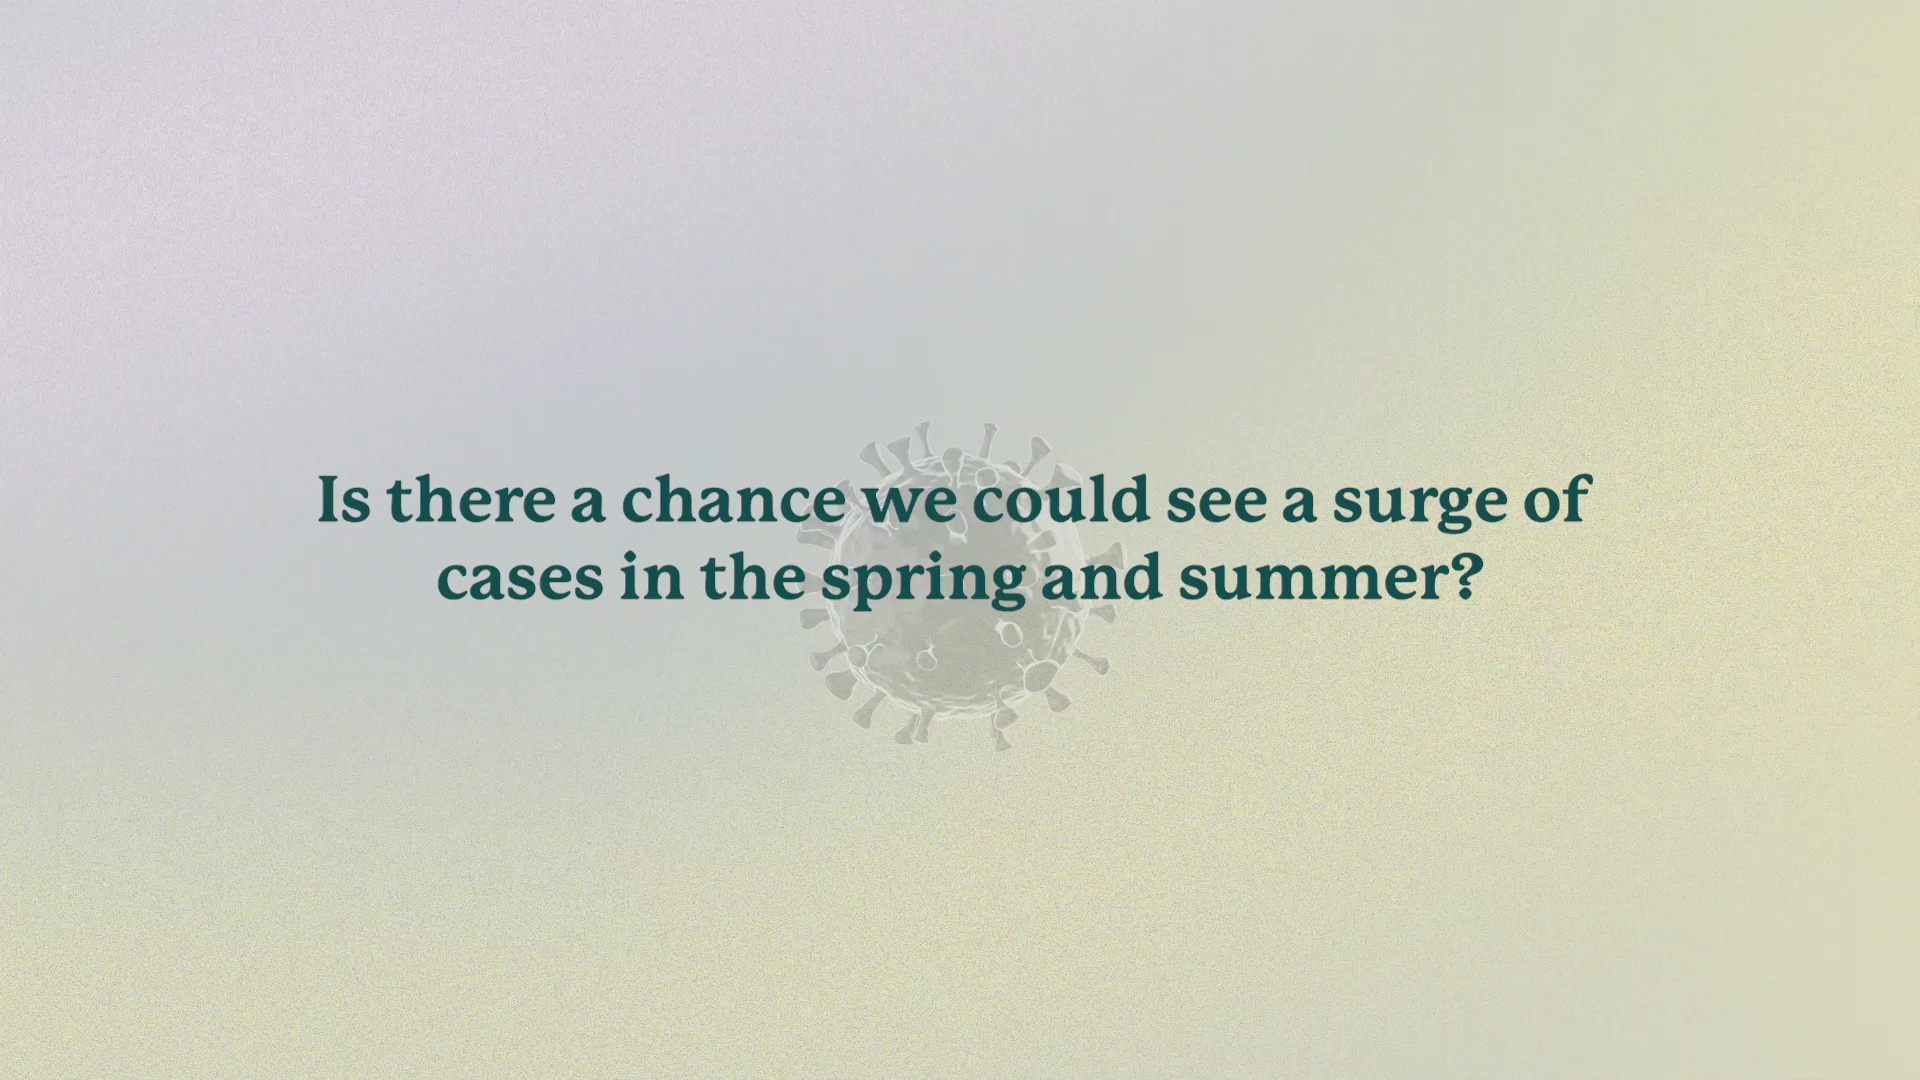 Is there a chance we could see a surge of
cases in the spring and summer?